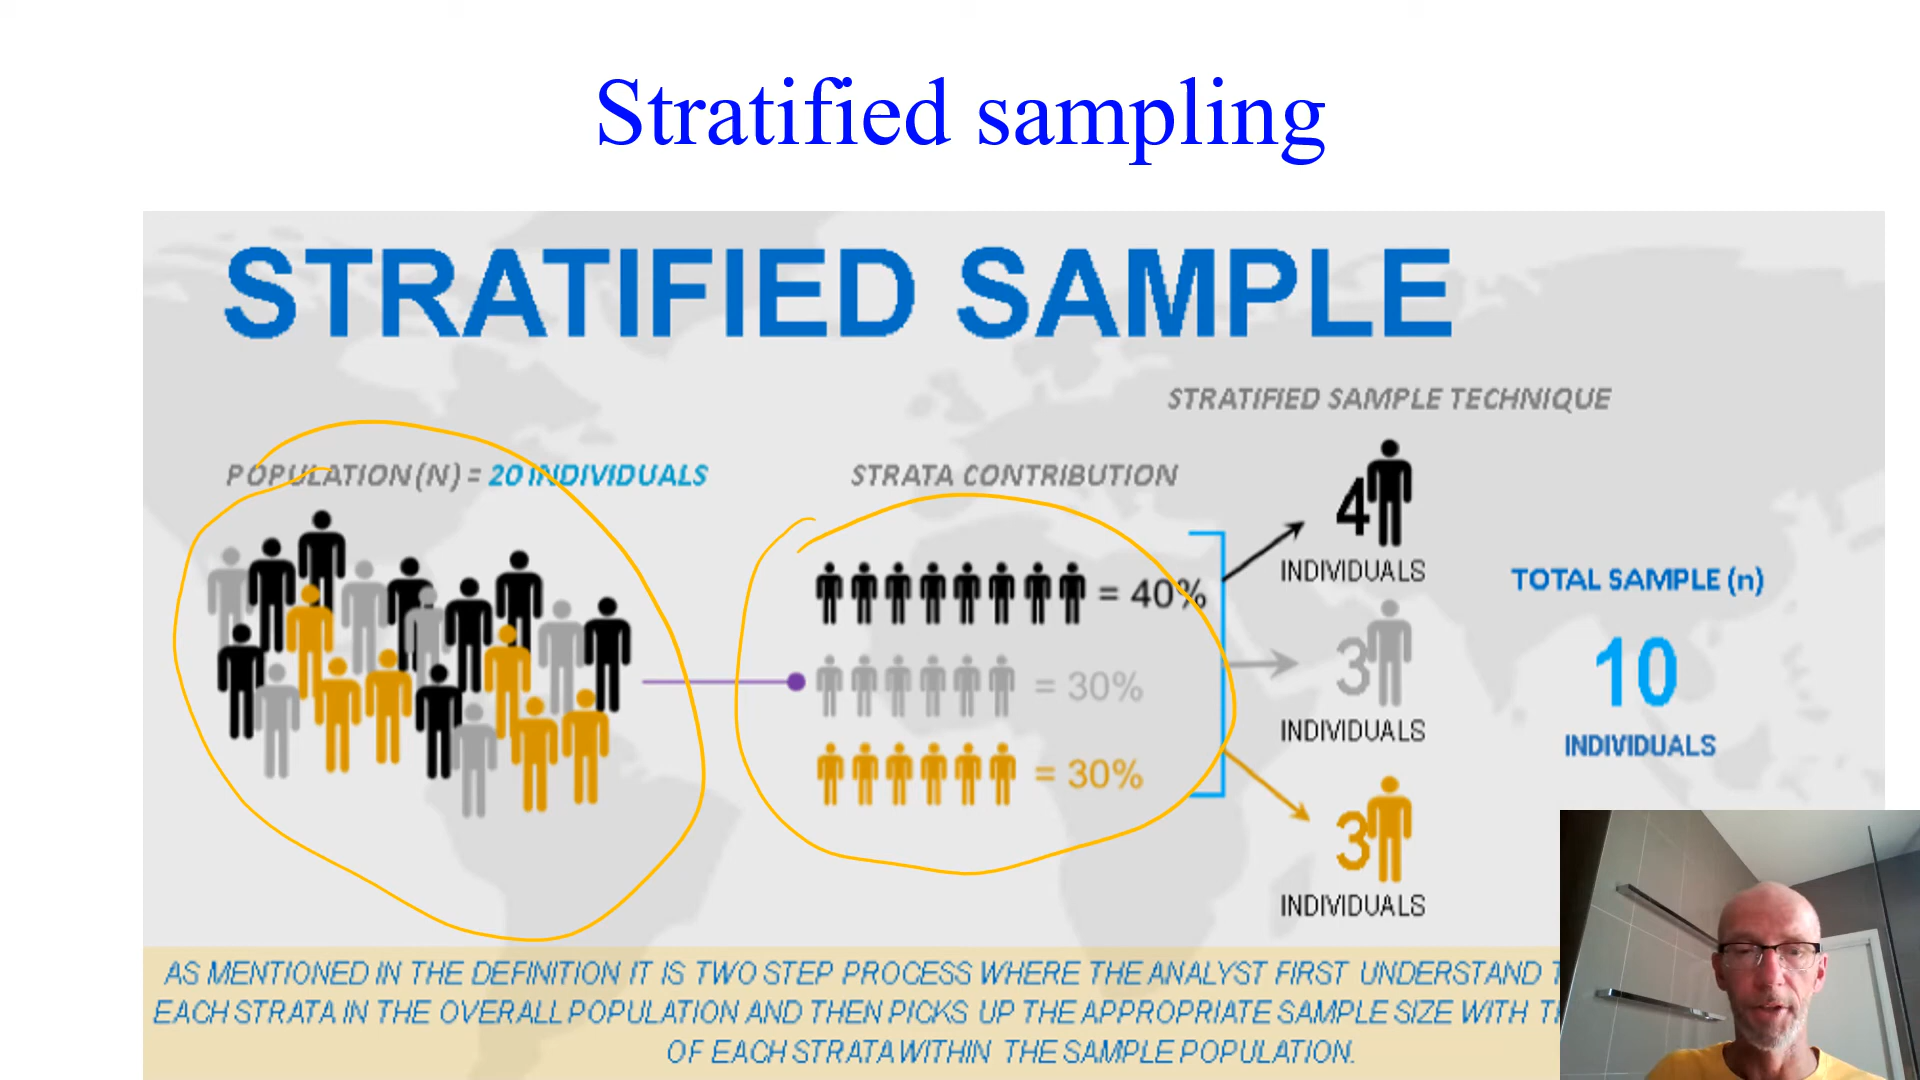 Stratified sampling
STRATIFIED SAMPLE
STRATIFIED SAMPLE TECHNIQUE
POPULATION (N) = 20 INDIVIDUALS
STRATA CONTRIBUTION
= 40%
= 30%
= 30%
4
INDIVIDUALS
3
INDIVIDUALS
3
INDIVIDUALS
TOTAL SAMPLE (n)
10
INDIVIDUALS
AS MENTIONED IN THE DEFINITION IT IS TWO STEP PROCESS WHERE THE ANALYST FIRST UNDERSTAND
EACH STRATA IN THE OVERALL POPULATION AND THEN PICKS UP THE APPROPRIATE SAMPLE SIZE WITH
OF EACH STRATA WITHIN THE SAMPLE POPULATION.